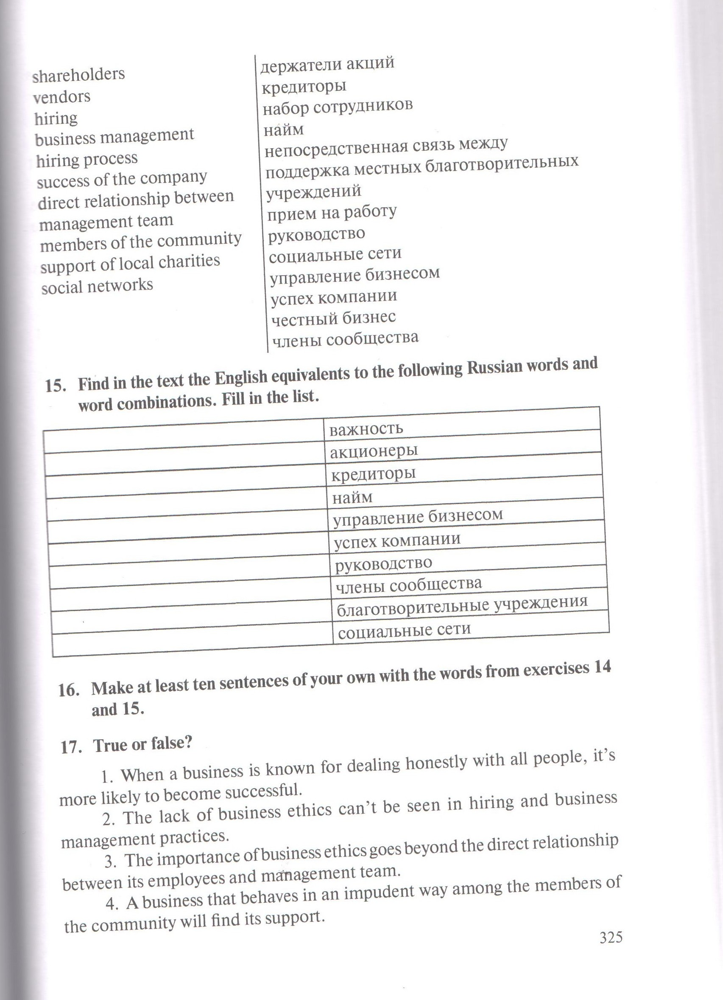 shareholders
vendors
hiring
business management
hiring process
success of the company
direct relationship between
management team
members of the community
support of local charities
social networks
держатели акций
кредиторы
набор сотрудников
найм
непосредственная связь между
поддержка местных благотворительных
учреждений
прием на работу
руководство
социальные сети
управление бизнесом
успех компании
честный бизнес
члены сообщества
15. Find in the text the English equivalents to the following Russian words and
word combinations. Fill in the list.
важность
акционеры
кредиторы
найм
управление бизнесом
успех компании
руководство
члены сообщества
благотворительные учреждения
социальные сети
16. Make at least ten sentences of your own with the words from exercises 14
and 15.
17. True or false?
1. When a business is known for dealing honestly with all people, it's
more likely to become successful.
2. The lack of business ethics can't be seen in hiring and business
management practices.
3. The importance of business ethics goes beyond the direct relationship
between its employees and management team.
4. A business that behaves in an impudent way among the members of
the community will find its support.
325